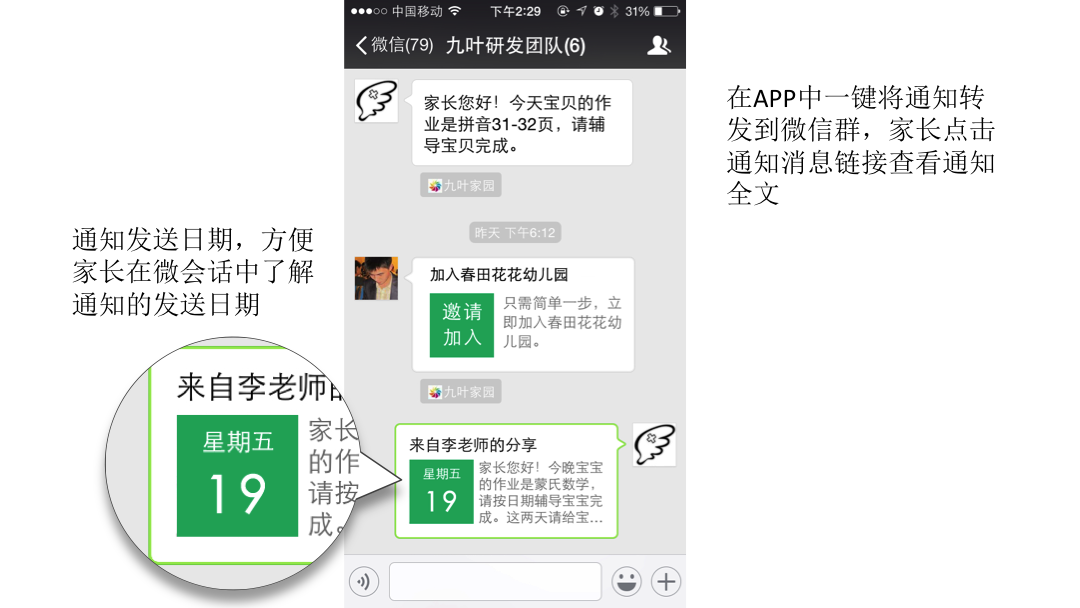 中国移动 下午2:29 31%
微信(79) 九叶研发团队(6)
家长您好！今天宝贝的作
业是拼音31-32页，请辅
导宝贝完成。
九叶家园
昨天 下午6:12
加入春田花花幼儿园
邀请
加入
只需简单一步，立
即加入春田花花幼
儿园。
九叶家园
来自李老师的分享
星期五
19
家长您好！今晚宝宝
的作业是蒙氏数学，
请按日期辅导宝宝完
成。这两天请给宝...
在APP中一键将通知转
发到微信群，家长点击
通知消息链接查看通知
全文
通知发送日期，方便
家长在微会话中了解
通知的发送日期
来自李老师的
星期五
19
家长
的作
请按
成。